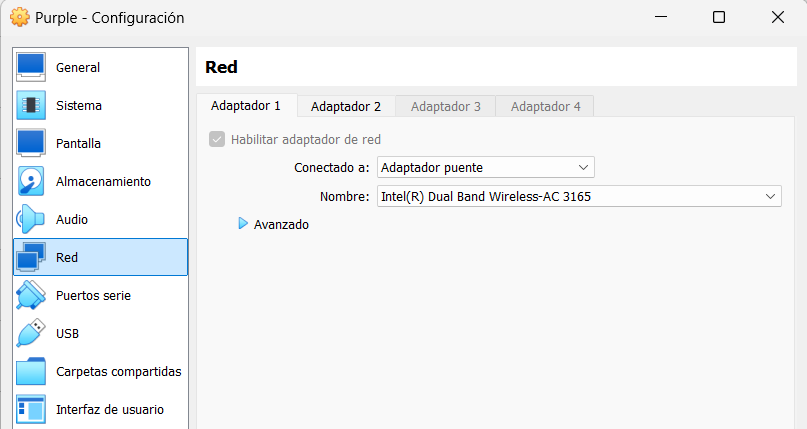 Purple - Configuración
General
Sistema
Pantalla
Almacenamiento
Audio
Red
Puertos serie
USB
Carpetas compartidas
Interfaz de usuario
Red
Adaptador 1 Adaptador 2 Adaptador 3 Adaptador 4
Habilitar adaptador de red
Conectado a: Adaptador puente
Nombre: Intel(R) Dual Band Wireless-AC 3165
Avanzado